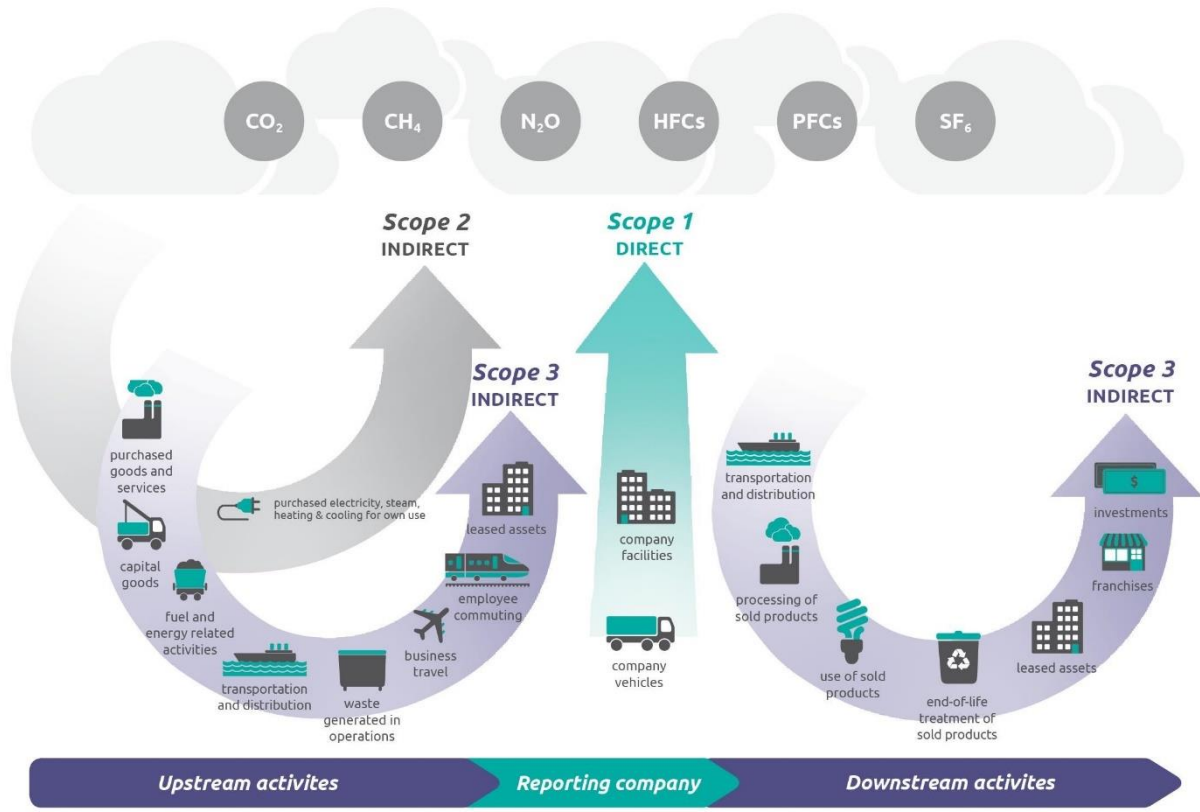 CO₂
CH₄
N₂O
HFCs
PFCs
SF₆
Scope 2
INDIRECT
Scope 1
DIRECT
Scope 3
INDIRECT
Scope 3
INDIRECT
purchased
goods and
services
capital
goods
fuel and
energy related
activities
purchased electricity, steam,
heating & cooling for own use
transportation
and distribution
waste
generated in
operations
business
travel
employee
commuting
leased assets
company
facilities
company
vehicles
transportation
and distribution
processing of
sold products
use of sold
products
end-of-life
treatment of
sold products
leased assets
franchises
$
investments
Upstream activites
Reporting company
Downstream activites